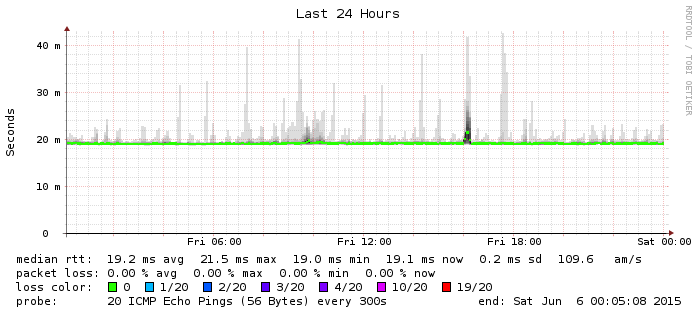 Last 24 Hours
RRDTOOL / TOBI OETIKER
Seconds
40 m
30 m
20 m
10 m
0
Fri 06:00 Fri 12:00 Fri 18:00 Sat 00:00
median rtt: 19.2 ms avg 21.5 ms max 19.0 ms min 19.1 ms now 0.2 ms sd 109.6 am/s
packet loss: 0.00 % avg 0.00 % max 0.00 % min 0.00 % now
loss color: 0 1/20 2/20 3/20 4/20 10/20 19/20
probe: 20 ICMP Echo Pings (56 Bytes) every 300s end: Sat Jun 6 00:05:08 2015